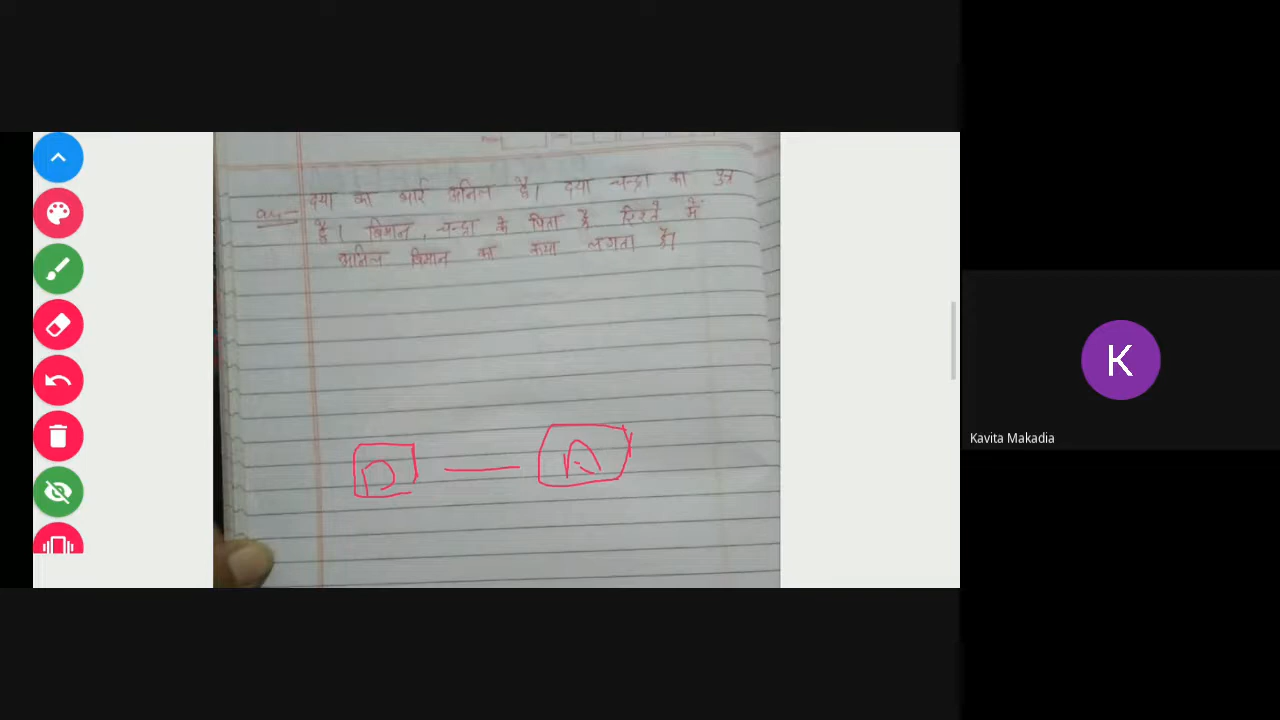 दया का भाई अनिल है। दया चन्द्रा का पुत्र
है। बिमान, चन्द्रा के पिता है रिश्ते में
अनिल बिमान का क्या लगता है।
D — A
K
Kavita Makadia